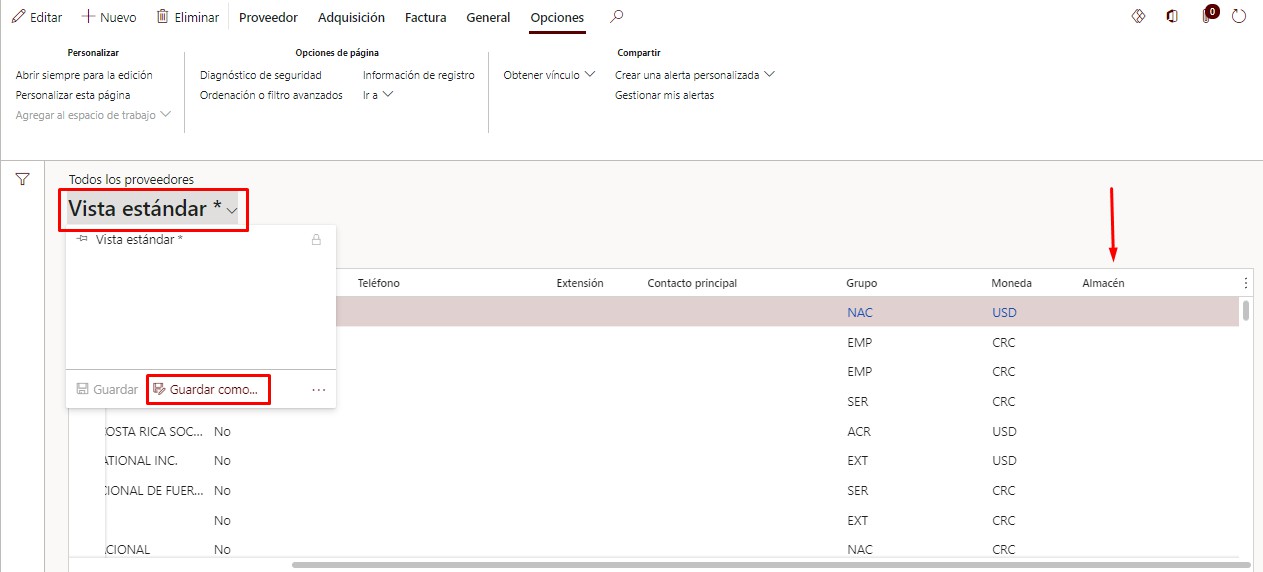 Editar Nuevo Eliminar Proveedor Adquisición Factura General Opciones 0
Personalizar Opciones de página Compartir
Abrir siempre para la edición Diagnóstico de seguridad Información de registro Obtener vínculo Crear una alerta personalizada
Personalizar esta página Ordenación o filtro avanzados Ir a Gestionar mis alertas
Agregar al espacio de trabajo
Todos los proveedores
Vista estándar *
Vista estándar *
Teléfono Extensión Contacto principal Grupo Moneda Almacén
NAC USD
EMP CRC
EMP CRC
Guardar Guardar como... ...
SER CRC
OSTA RICA SOC... No ACR USD
ATIONAL INC. No EXT USD
CIONAL DE FUER... No SER CRC
No EXT CRC
ACIONAL No NAC CRC